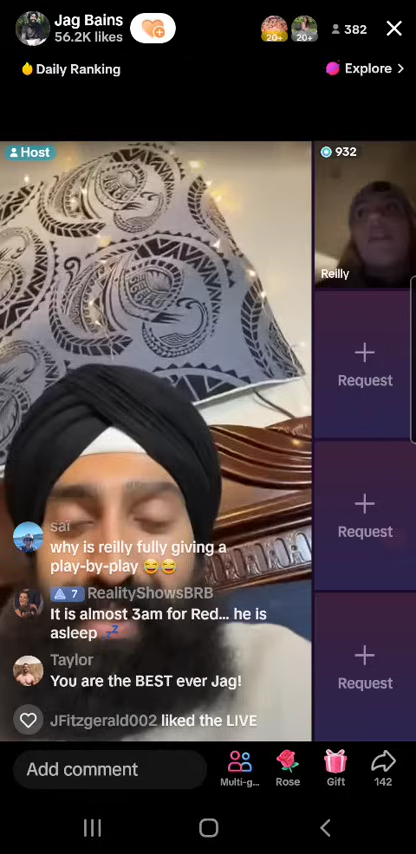 Jag Bains
56.2K likes
20+
20+
382
Daily Ranking
Explore >
Host
932
Reilly
Request
Request
Request
sai
why is reilly fully giving a
play-by-play 😂😂
7 RealityShowsBRB
It is almost 3am for Red... he is
asleep 💤
Taylor
You are the BEST ever Jag!
JFitzgerald002 liked the LIVE
Add comment
Multi-g...
Rose
Gift
142